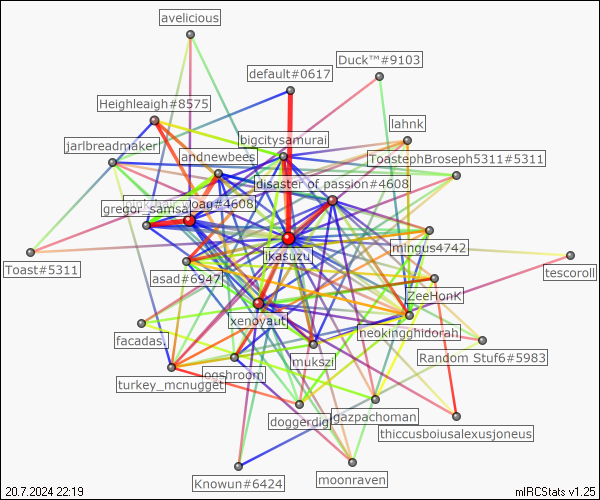 avelicious
Duck™#9103
default#0617
Heighleaigh#8575
lahnk
bigcitysamurai
jarlbreadmaker
andnewbees
ToastephBroseph5311#5311
disaster of passion#4608
woag#4608
gregor_samsa
mingus4742
ikasuzu
Toast#5311
tescoroll
asad#6947
ZeeHonK
xenoyaut
neokingghidorah
facadas.
mukszi
Random Stuf6#5983
ooshroom
turkey_mcnugget
gazpachoman
doggerdig
thiccusboiusalexusjoneus
moonraven
Knowun#6424
20.7.2024 22:19
mIRCStats v1.25